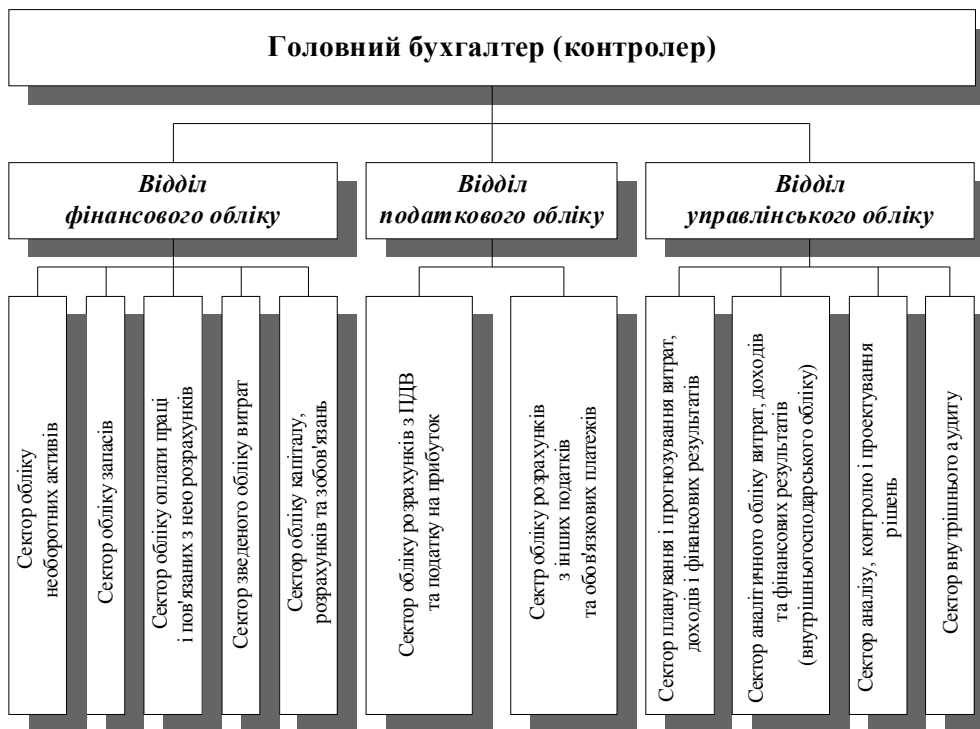 Головний бухгалтер (контролер)
Відділ
фінансового обліку
Відділ
податкового обліку
Відділ
управлінського обліку
Сектор обліку
необоротних активів
Сектор обліку запасів
Сектор обліку оплати праці
і пов'язаних з нею розрахунків
Сектор зведеного обліку витрат
Сектор обліку капіталу,
розрахунків та зобов'язань
Сектор обліку розрахунків з ПДВ
та податку на прибуток
Сектр обліку розрахунків
з інших податків
та обов'язкових платежів
Сектор планування і прогнозування витрат,
доходів і фінансових результатів
Сектор аналітичного обліку витрат, доходів
та фінансових результатів
(внутрішньогосподарського обліку)
Сектор аналізу, контролю і проектування
рішень
Сектор внутрішнього аудиту